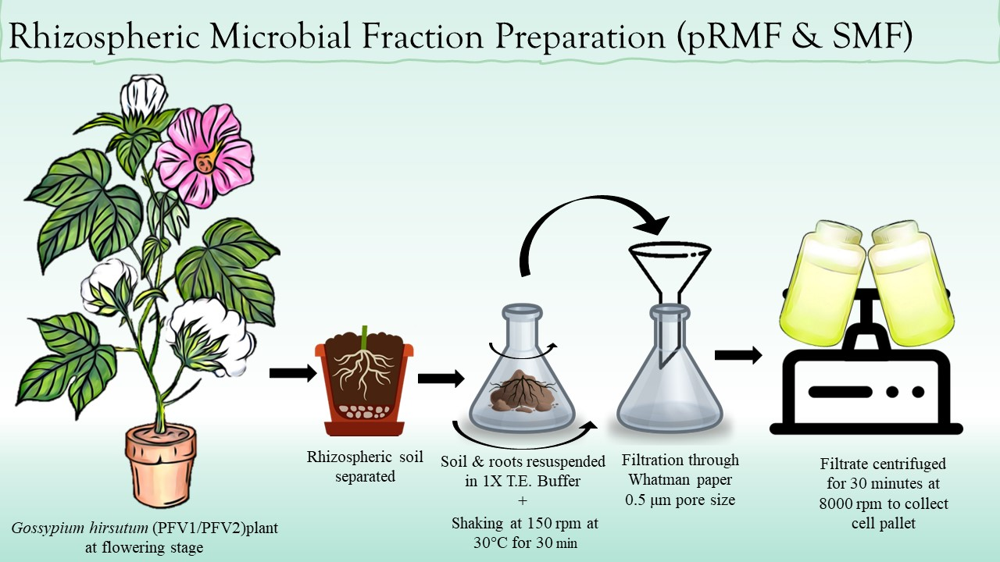 Rhizospheric Microbial Fraction Preparation (pRMF & SMF)
Gossypium hirsutum (PFV1/PFV2)plant
at flowering stage
Rhizospheric soil
separated
Soil & roots resuspended
in 1X T.E. Buffer
+
Shaking at 150 rpm at
30°C for 30 min
Filtration through
Whatman paper
0.5 µm pore size
Filtrate centrifuged
for 30 minutes at
8000 rpm to collect
cell pallet